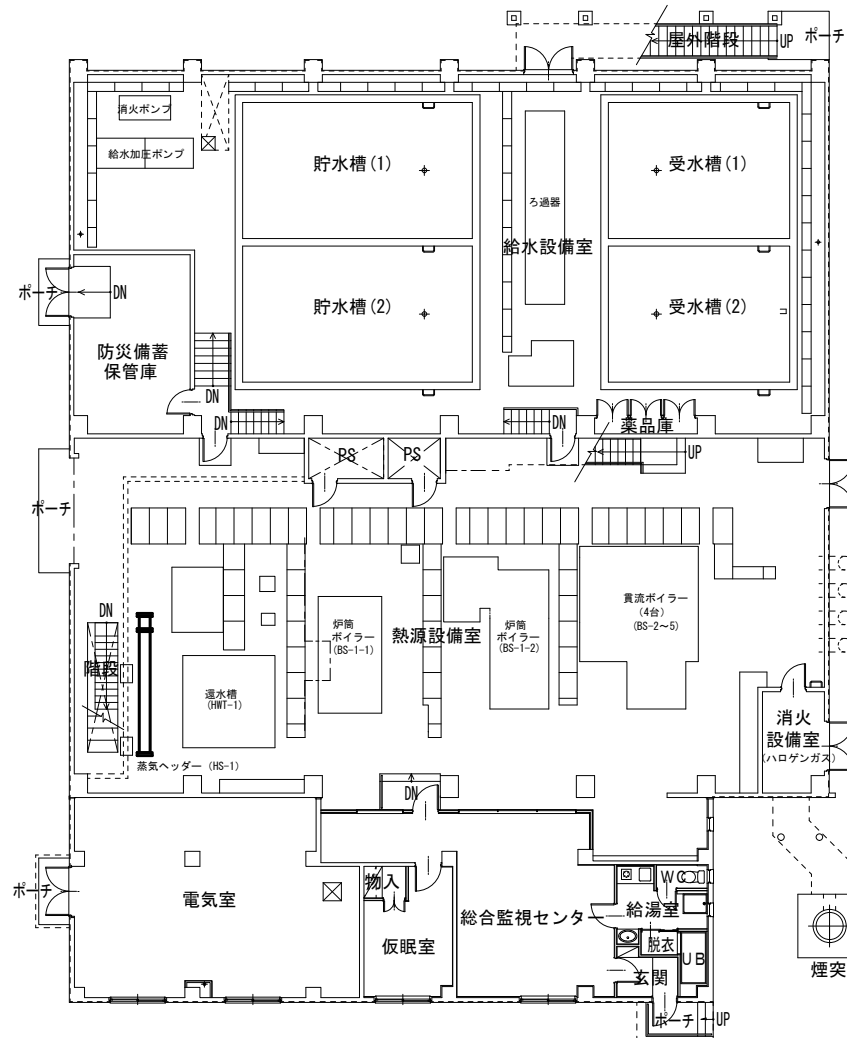 屋外階段
UP
ポーチ
消火ポンプ
給水加圧ポンプ
貯水槽(1)
受水槽(1)
ろ過器
給水設備室
ポーチ
DN
貯水槽(2)
受水槽(2)
防災備蓄
保管庫
DN
DN
DN
薬品庫
PS
PS
UP
ポーチ
貫流ボイラー
(4台)
(BS-2〜5)
DN
炉筒
ボイラー
(BS-1-1)
熱源設備室
炉筒
ボイラー
(BS-1-2)
階段
還水槽
(HWT-1)
消火
設備室
(ハロゲンガス)
蒸気ヘッダー (HS-1)
DN
ポーチ
電気室
物入
WC
総合監視センター
給湯室
仮眠室
脱衣
UB
玄関
煙突
ポーチ
UP